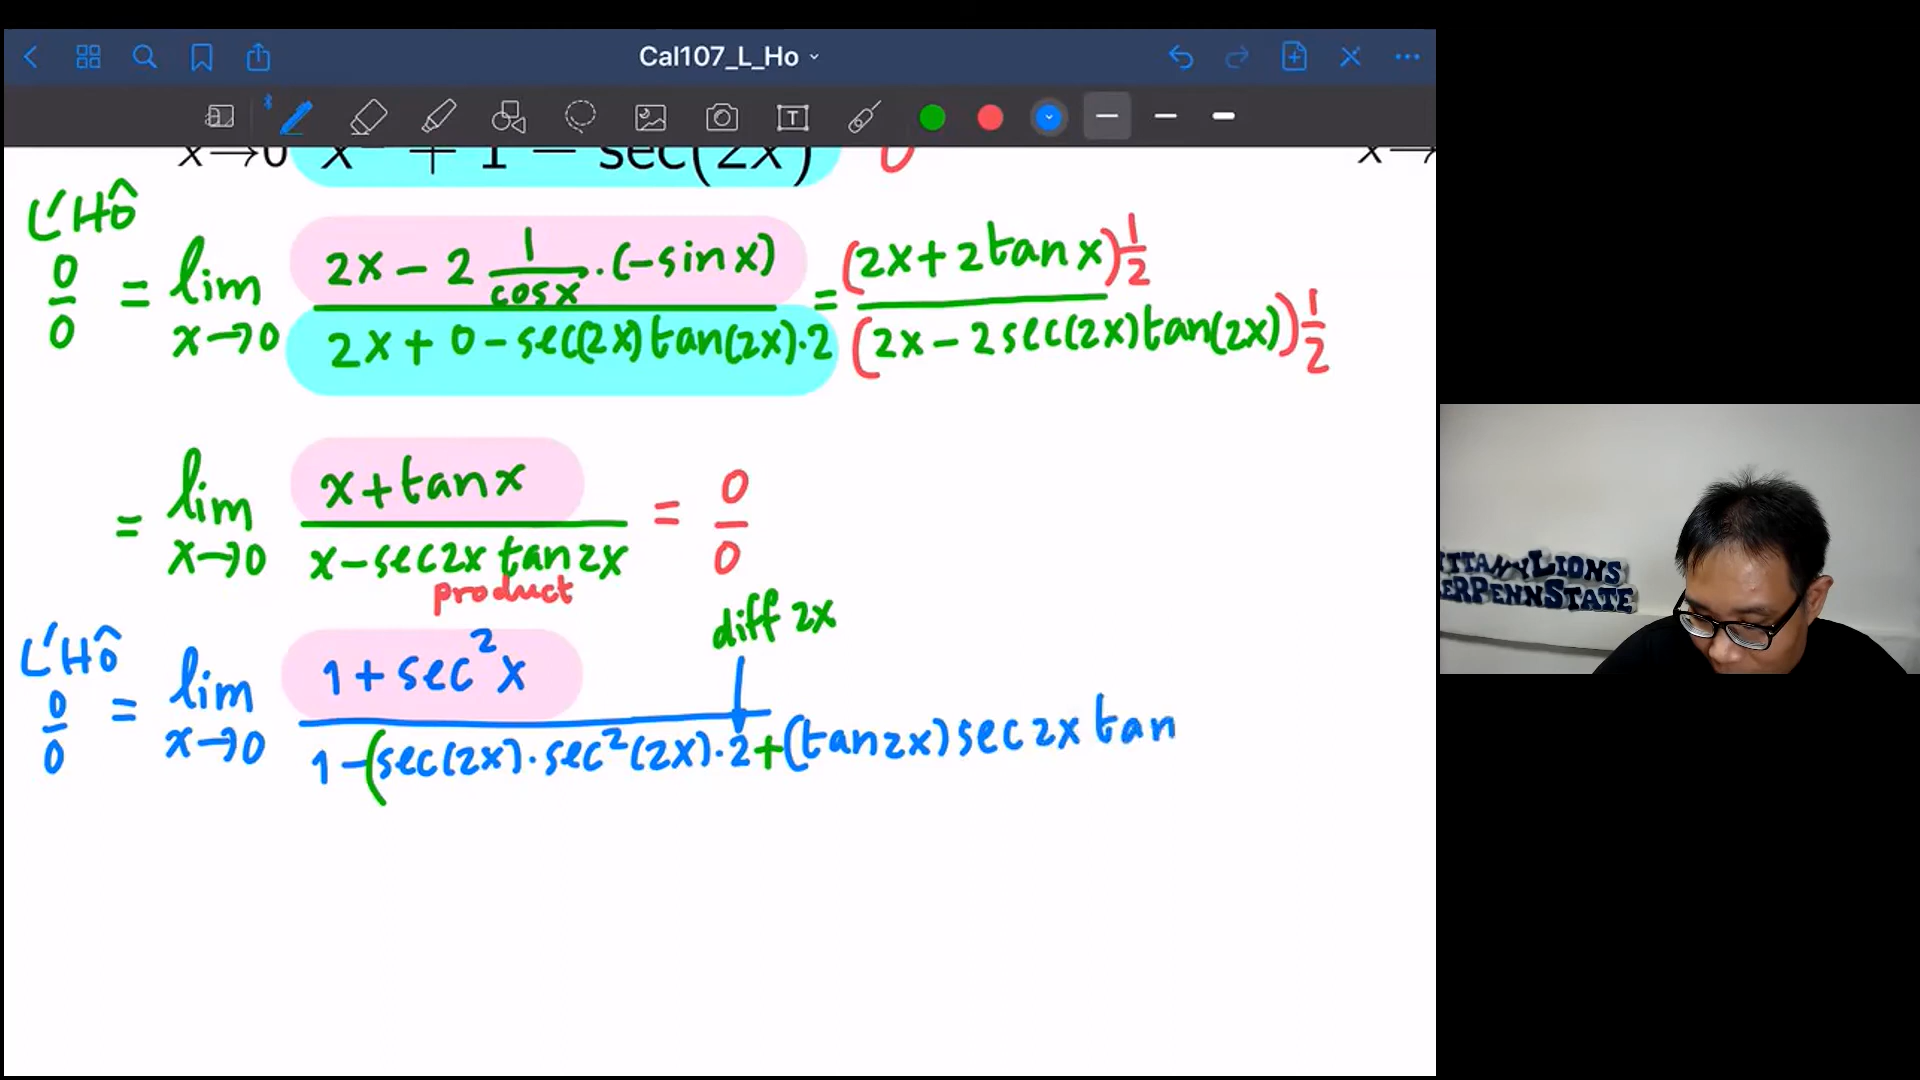 Cal107_L_Ho
x→0 x + 1 − sec(2x) 0 x→
L'Hô
0/0 = lim x→0 (2x − 2 1/cosx · (−sinx)) / (2x + 0 − sec(2x)tan(2x)·2) = (2x + 2tanx)1/2 / (2x − 2sec(2x)tan(2x))1/2
= lim x→0 (x + tanx) / (x − sec2x tan2x) = 0/0
product
diff 2x
L'Hô
0/0 = lim x→0 (1 + sec²x) / (1 − (sec(2x)·sec²(2x)·2 + (tan2x)sec2x tan
LIONS
PENNSTATE